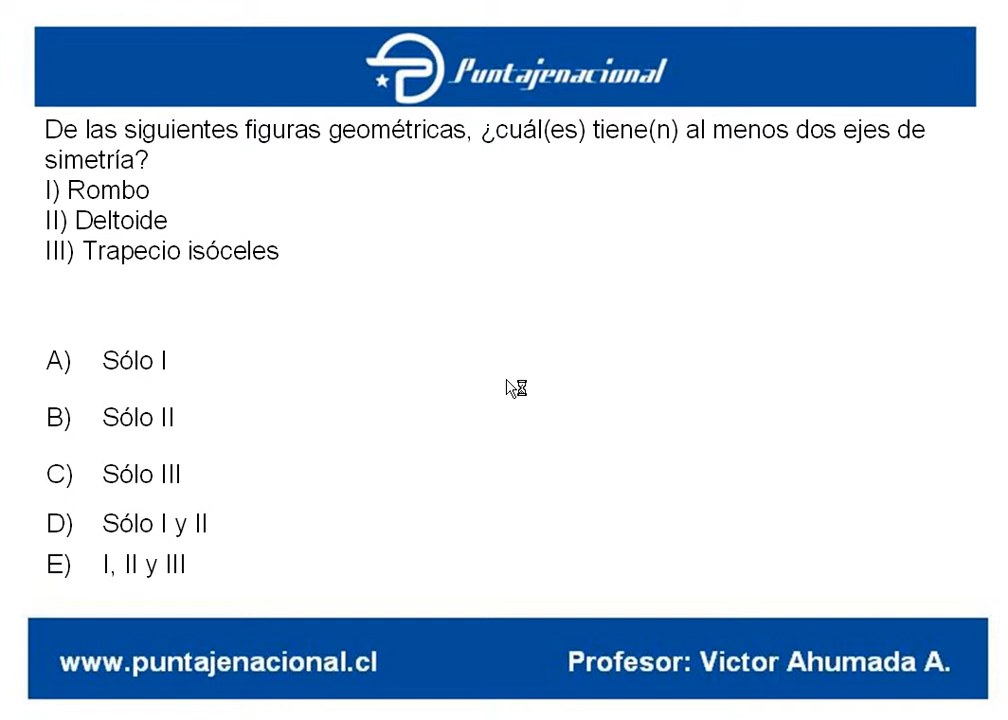 Puntajenacional
De las siguientes figuras geométricas, ¿cuál(es) tiene(n) al menos dos ejes de
simetría?
I) Rombo
II) Deltoide
III) Trapecio isóceles
A) Sólo I
B) Sólo II
C) Sólo III
D) Sólo I y II
E) I, II y III
www.puntajenacional.cl Profesor: Victor Ahumada A.